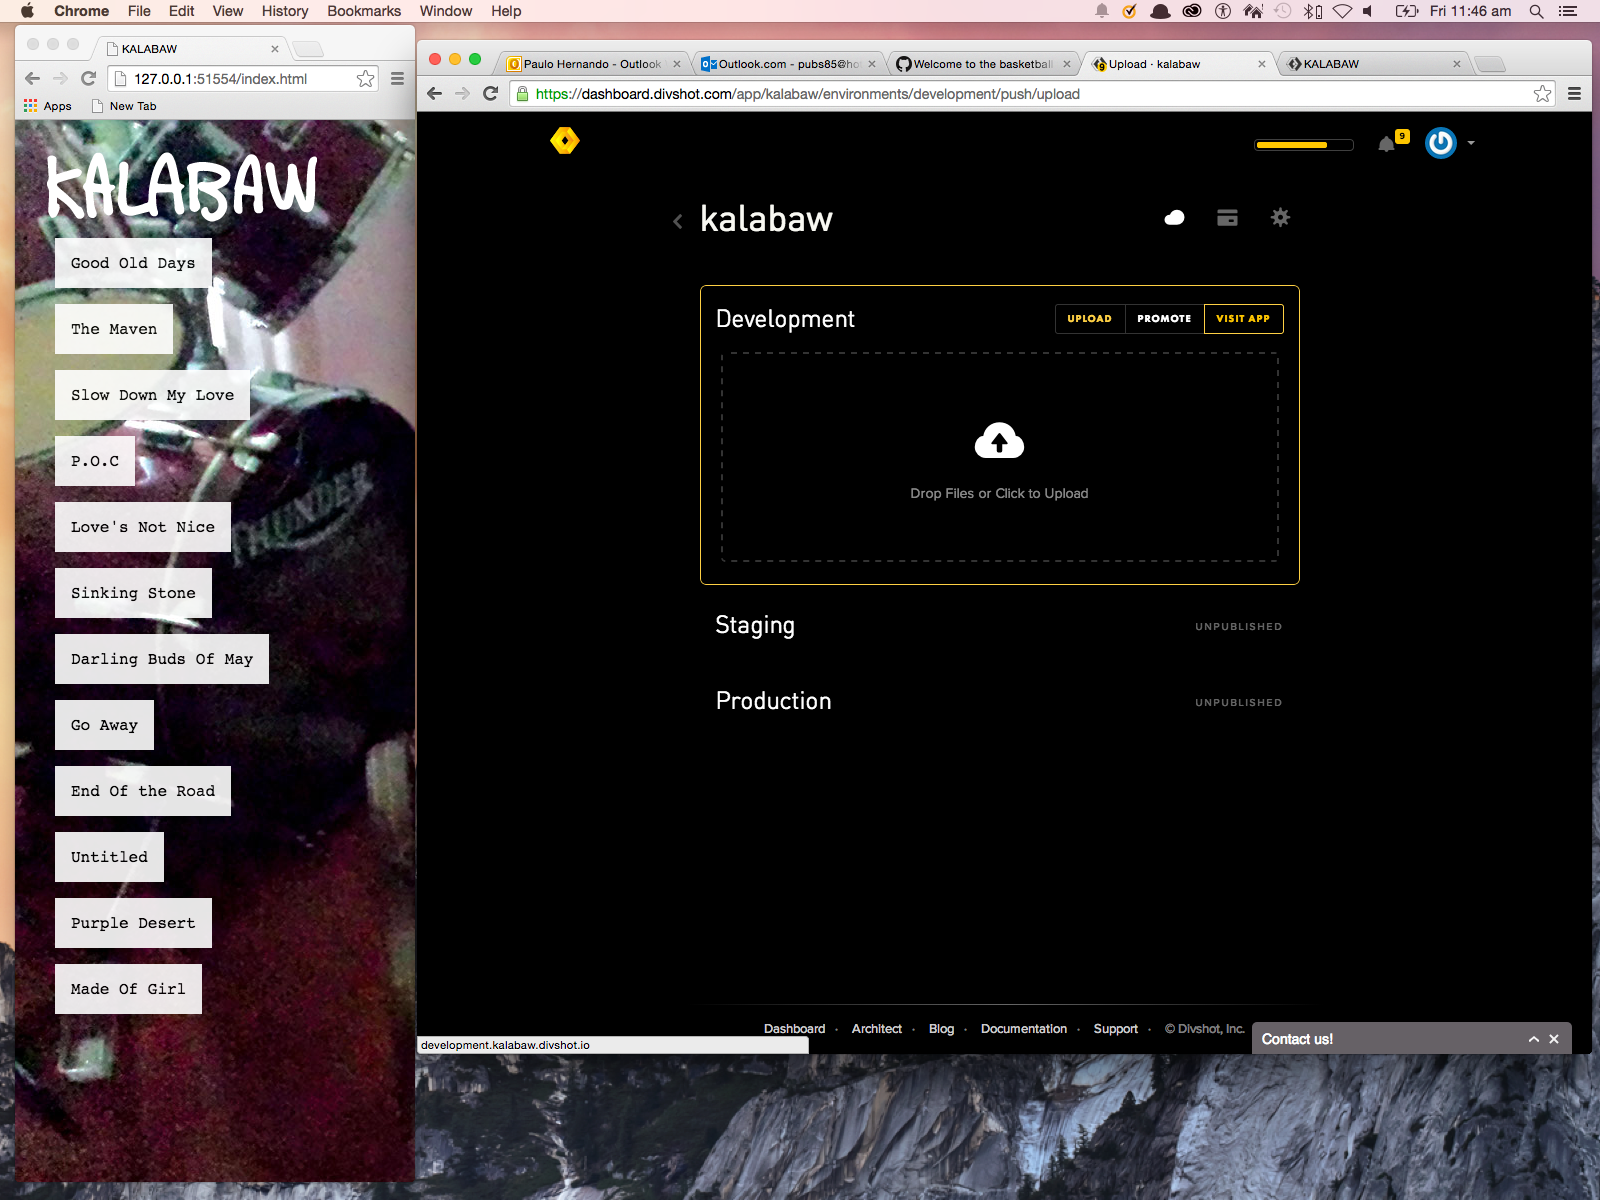 Chrome File Edit View History Bookmarks Window Help
Fri 11:46 am
KALABAW
127.0.0.1:51554/index.html
Apps New Tab
KALABAW
Good Old Days
The Maven
Slow Down My Love
P.O.C
Love's Not Nice
Sinking Stone
Darling Buds Of May
Go Away
End Of the Road
Untitled
Purple Desert
Made Of Girl
THUNDER
Paulo Hernando - Outlook
Outlook.com - pubs85@ho
Welcome to the basketball
Upload · kalabaw
KALABAW
https://dashboard.divshot.com/app/kalabaw/environments/development/push/upload
9
kalabaw
Development
UPLOAD PROMOTE VISIT APP
Drop Files or Click to Upload
Staging UNPUBLISHED
Production UNPUBLISHED
Dashboard · Architect · Blog · Documentation · Support · © Divshot, Inc.
Contact us!
development.kalabaw.divshot.io